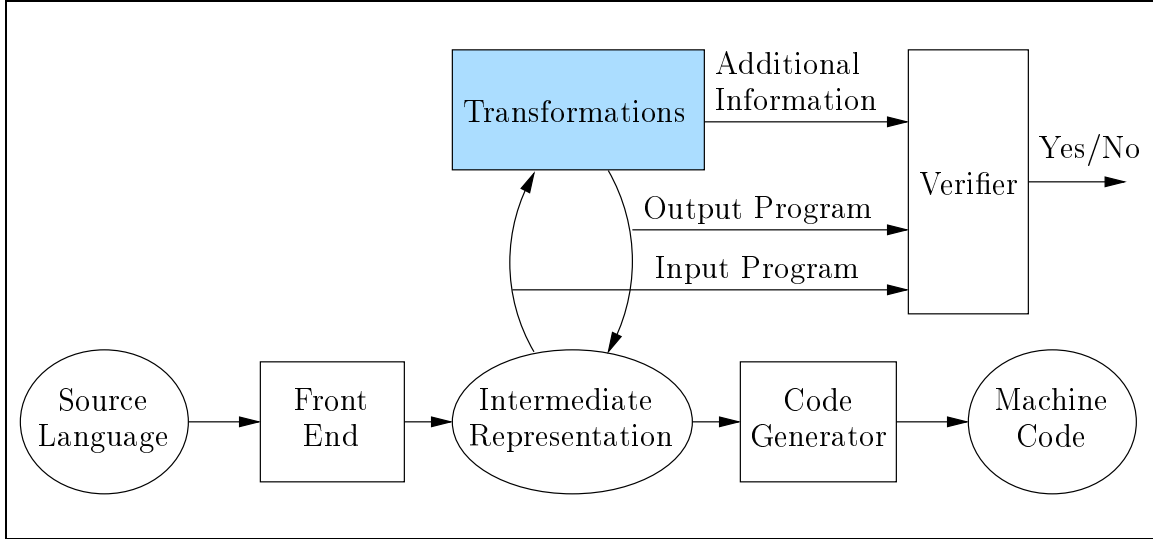 Additional
Information
Transformations
Yes/No
Verifier
Output Program
Input Program
Source
Language
Front
End
Intermediate
Representation
Code
Generator
Machine
Code